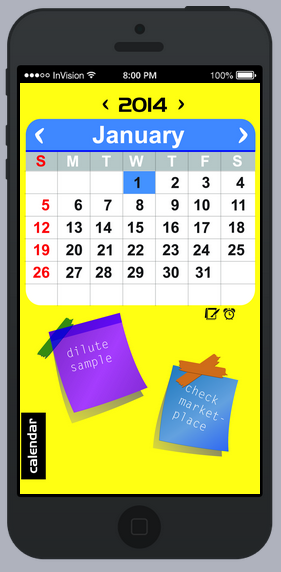 InVision 8:00 PM 100%
‹ 2014 ›
‹ January ›
S M T W T F S
1 2 3 4
5 6 7 8 9 10 11
12 13 14 15 16 17 18
19 20 21 22 23 24 25
26 27 28 29 30 31
dilute
sample
check
market-
place
calendar